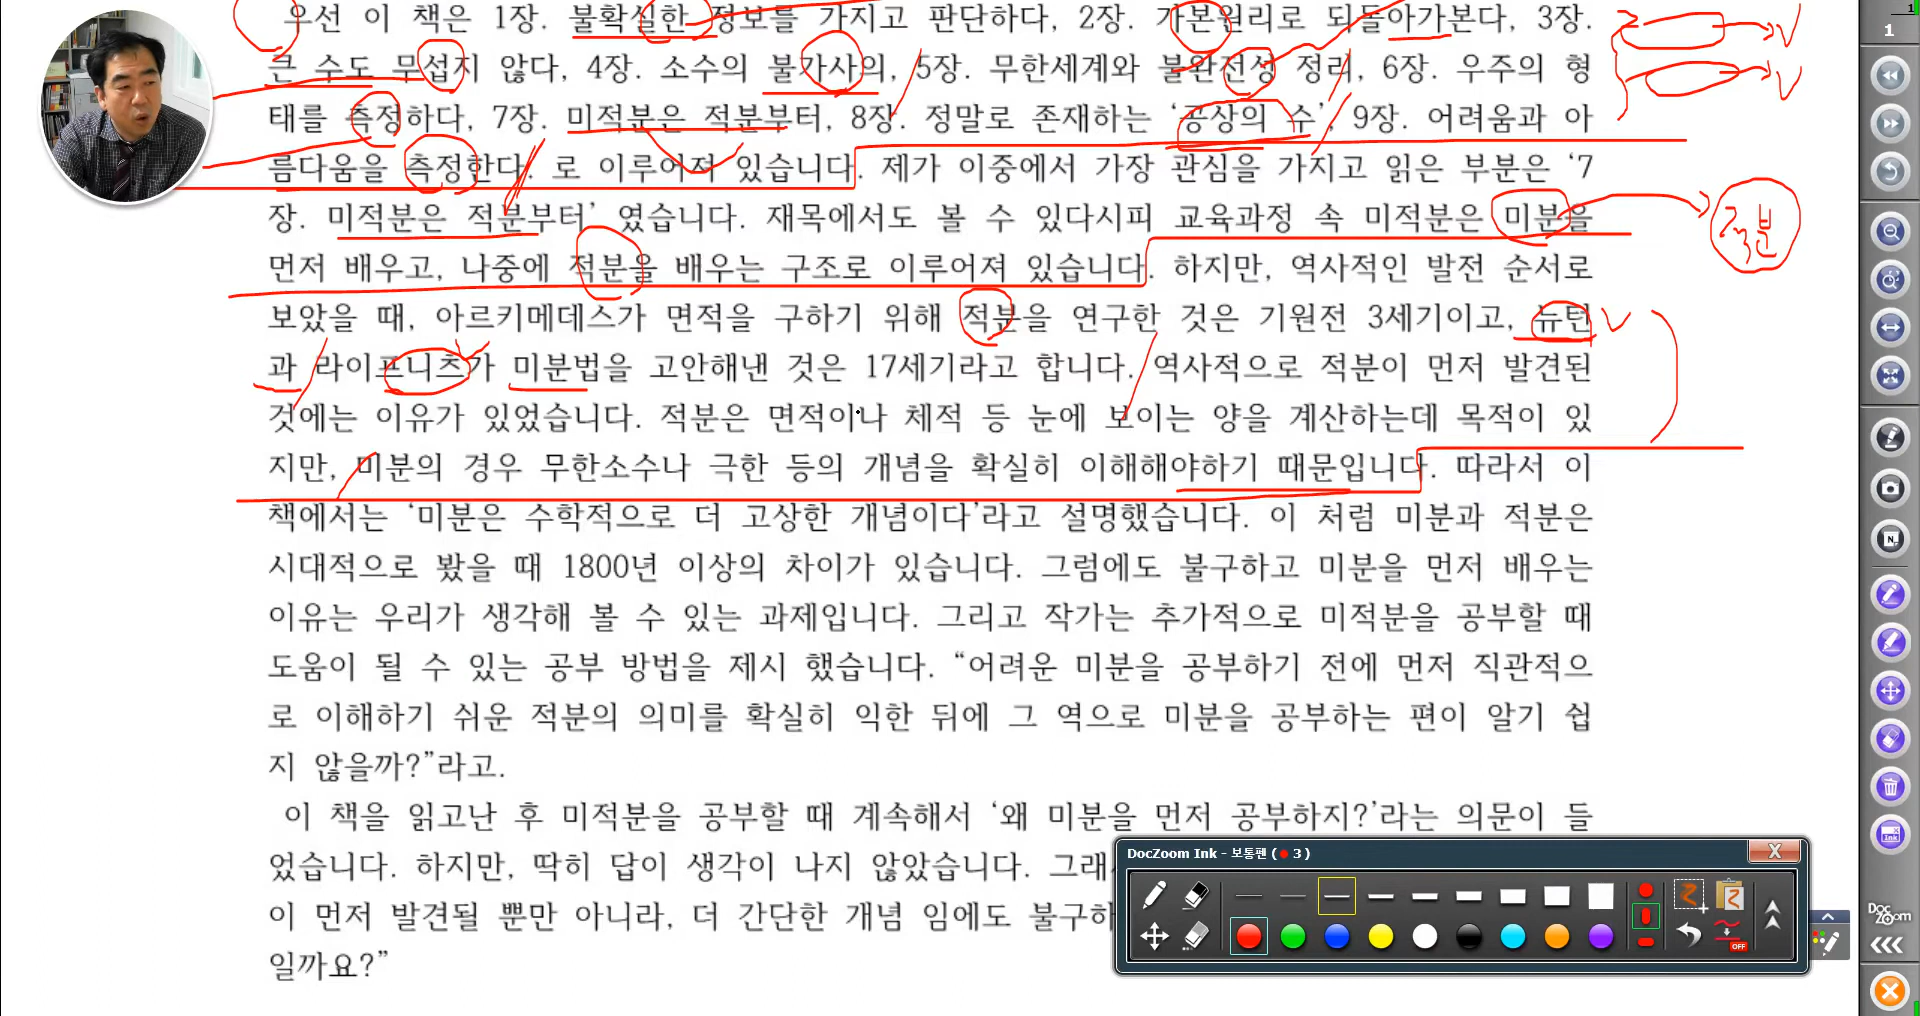 우선 이 책은 1장. 불확실한 정보를 가지고 판단하다, 2장. 기본원리로 되돌아가본다, 3장.
큰 수도 무섭지 않다, 4장. 소수의 불가사의, 5장. 무한세계와 불완전성 정리, 6장. 우주의 형
태를 측정하다, 7장. 미적분은 적분부터, 8장. 정말로 존재하는 ‘공상의 수’, 9장. 어려움과 아
름다움을 측정한다. 로 이루어져 있습니다. 제가 이중에서 가장 관심을 가지고 읽은 부분은 ‘7
장. 미적분은 적분부터’ 였습니다. 재목에서도 볼 수 있다시피 교육과정 속 미적분은 미분을
적분
먼저 배우고, 나중에 적분을 배우는 구조로 이루어져 있습니다. 하지만, 역사적인 발전 순서로
보았을 때, 아르키메데스가 면적을 구하기 위해 적분을 연구한 것은 기원전 3세기이고, 뉴턴
과 라이프니츠가 미분법을 고안해낸 것은 17세기라고 합니다. 역사적으로 적분이 먼저 발견된
것에는 이유가 있었습니다. 적분은 면적이나 체적 등 눈에 보이는 양을 계산하는데 목적이 있
지만, 미분의 경우 무한소수나 극한 등의 개념을 확실히 이해해야하기 때문입니다. 따라서 이
책에서는 ‘미분은 수학적으로 더 고상한 개념이다’라고 설명했습니다. 이 처럼 미분과 적분은
시대적으로 봤을 때 1800년 이상의 차이가 있습니다. 그럼에도 불구하고 미분을 먼저 배우는
이유는 우리가 생각해 볼 수 있는 과제입니다. 그리고 작가는 추가적으로 미적분을 공부할 때
도움이 될 수 있는 공부 방법을 제시 했습니다. “어려운 미분을 공부하기 전에 먼저 직관적으
로 이해하기 쉬운 적분의 의미를 확실히 익한 뒤에 그 역으로 미분을 공부하는 편이 알기 쉽
지 않을까?”라고.
이 책을 읽고난 후 미적분을 공부할 때 계속해서 ‘왜 미분을 먼저 공부하지?’라는 의문이 들
었습니다. 하지만, 딱히 답이 생각이 나지 않았습니다. 그래
이 먼저 발견될 뿐만 아니라, 더 간단한 개념 임에도 불구하
일까요?”
DocZoom Ink - 보통펜 ( 3 )
OFF
1
1
N
Ink
Doc
Zoom